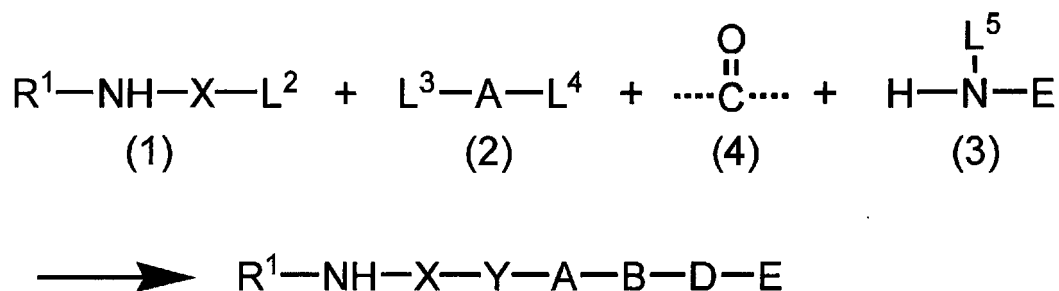 R¹—NH—X—L² + L³—A—L⁴ + O=C + H—N(L⁵)—E
(1) (2) (4) (3)
→ R¹—NH—X—Y—A—B—D—E